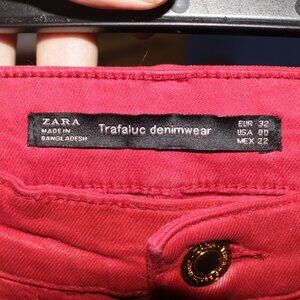 ZARA
MADE IN
BANGLADESH
Trafaluc denimwear
EUR 32
USA 00
MEX 22